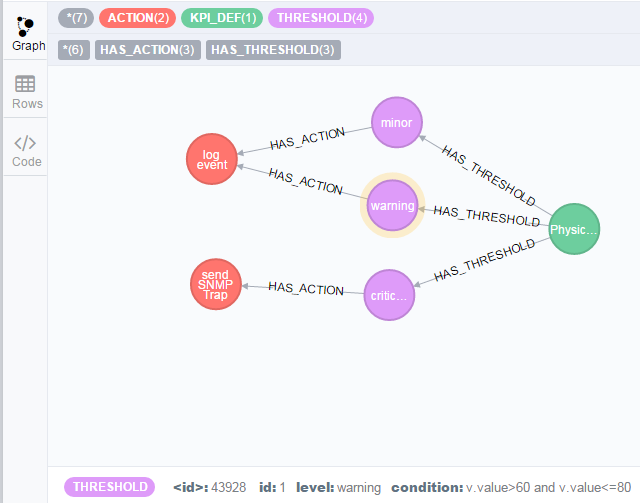 *(7) ACTION(2) KPI_DEF(1) THRESHOLD(4)
Graph
*(6) HAS_ACTION(3) HAS_THRESHOLD(3)
Rows
Code
minor
HAS_ACTION
log
event
HAS_THRESHOLD
HAS_ACTION
warning
HAS_THRESHOLD
Physic...
HAS_THRESHOLD
send
SNMP
Trap
HAS_ACTION
critic...
THRESHOLD <id>: 43928 id: 1 level: warning condition: v.value>60 and v.value<=80